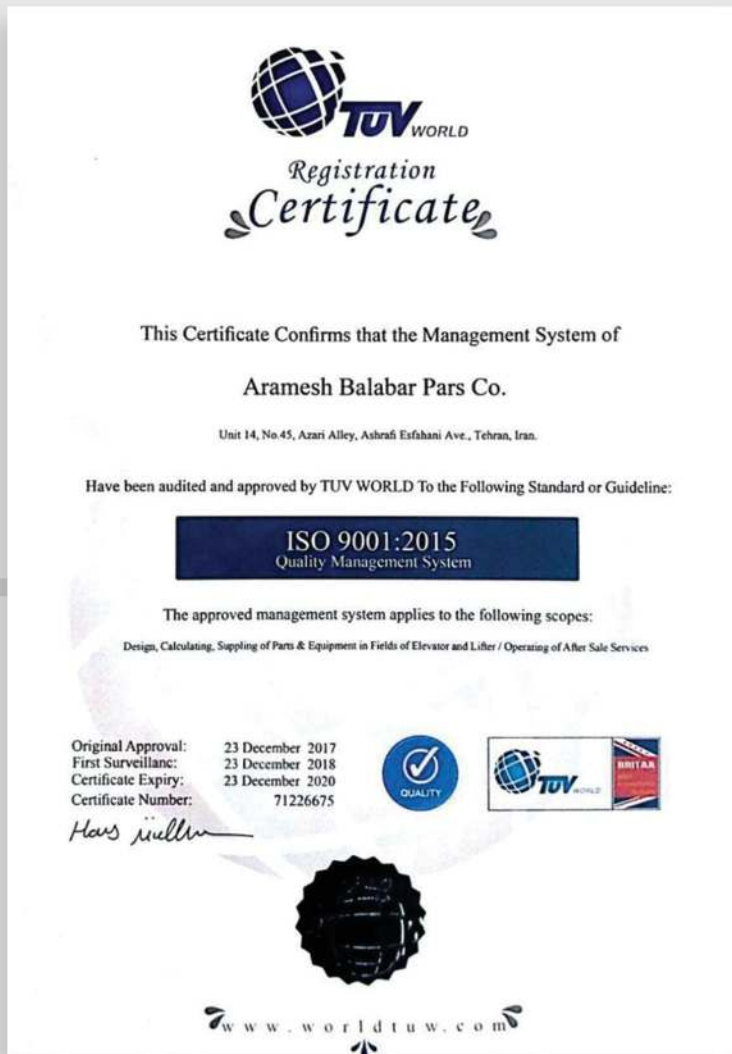 TUV WORLD
Registration
Certificate
This Certificate Confirms that the Management System of
Aramesh Balabar Pars Co.
Unit 14, No.45, Azari Alley, Ashrafi Esfahani Ave., Tehran, Iran.
Have been audited and approved by TUV WORLD To the Following Standard or Guideline:
ISO 9001:2015
Quality Management System
The approved management system applies to the following scopes:
Design, Calculating, Suppling of Parts & Equipment in Fields of Elevator and Lifter / Operating of After Sale Services
Original Approval: 23 December 2017
First Surveillanc: 23 December 2018
Certificate Expiry: 23 December 2020
Certificate Number: 71226675
QUALITY
TUV WORLD
www.worldtuw.com